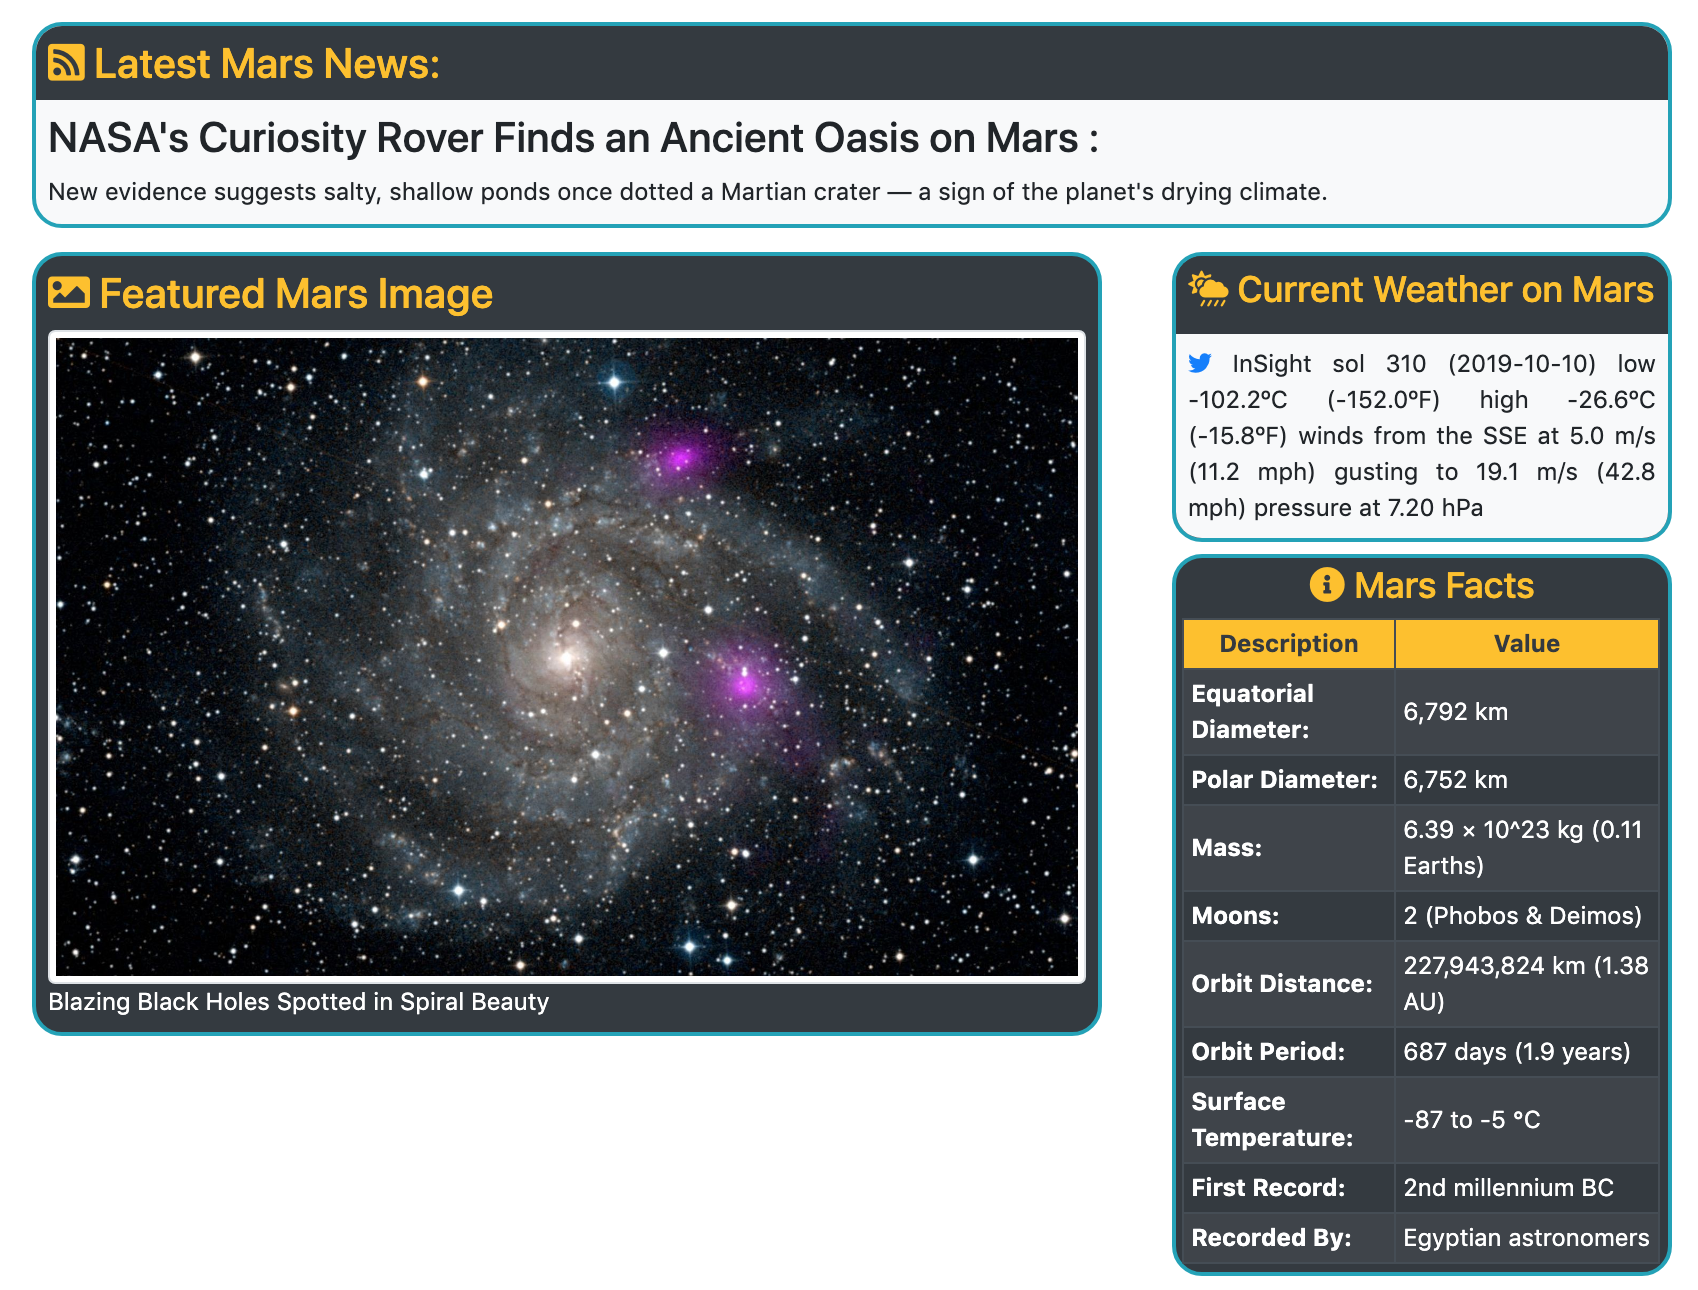 Latest Mars News:
NASA's Curiosity Rover Finds an Ancient Oasis on Mars :
New evidence suggests salty, shallow ponds once dotted a Martian crater — a sign of the planet's drying climate.
Featured Mars Image
Blazing Black Holes Spotted in Spiral Beauty
Current Weather on Mars
InSight sol 310 (2019-10-10) low
-102.2ºC (-152.0ºF) high -26.6ºC
(-15.8ºF) winds from the SSE at 5.0 m/s
(11.2 mph) gusting to 19.1 m/s (42.8
mph) pressure at 7.20 hPa
Mars Facts
Description Value
Equatorial
Diameter:
6,792 km
Polar Diameter: 6,752 km
Mass:
6.39 × 10^23 kg (0.11
Earths)
Moons: 2 (Phobos & Deimos)
Orbit Distance:
227,943,824 km (1.38
AU)
Orbit Period: 687 days (1.9 years)
Surface
Temperature:
-87 to -5 °C
First Record: 2nd millennium BC
Recorded By: Egyptian astronomers